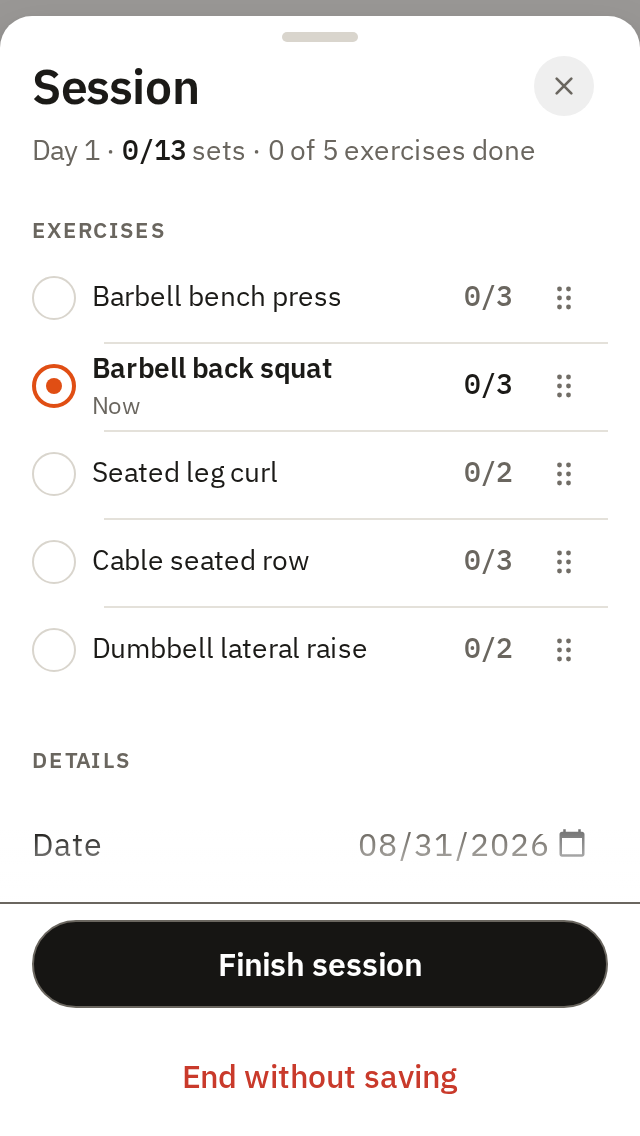 Session
Day 1 · 0/13 sets · 0 of 5 exercises done
EXERCISES
Barbell bench press 0/3
Barbell back squat 0/3
Now
Seated leg curl 0/2
Cable seated row 0/3
Dumbbell lateral raise 0/2
DETAILS
Date 08/31/2026
Finish session
End without saving